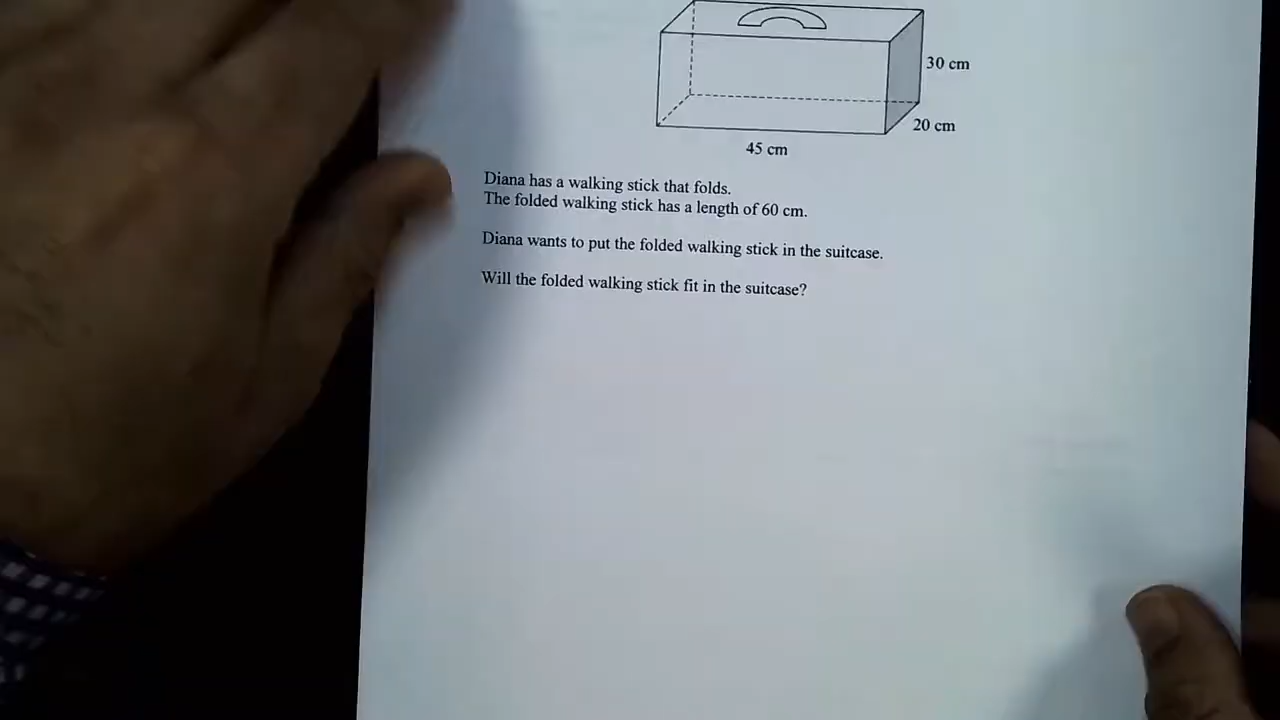 30 cm
20 cm
45 cm
Diana has a walking stick that folds.
The folded walking stick has a length of 60 cm.
Diana wants to put the folded walking stick in the suitcase.
Will the folded walking stick fit in the suitcase?